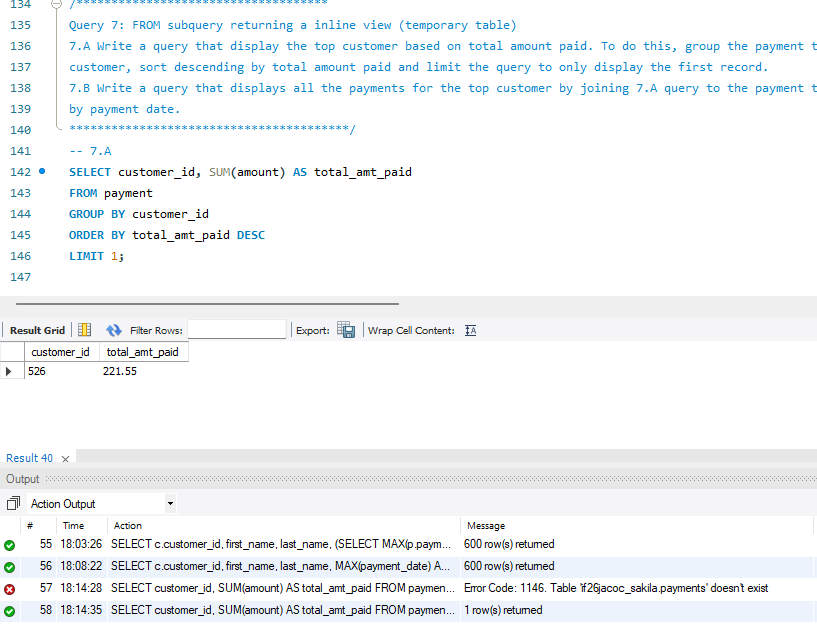 134 /************************************
135 Query 7: FROM subquery returning a inline view (temporary table)
136 7.A Write a query that display the top customer based on total amount paid. To do this, group the payment t
137 customer, sort descending by total amount paid and limit the query to only display the first record.
138 7.B Write a query that displays all the payments for the top customer by joining 7.A query to the payment t
139 by payment date.
140 ****************************************/
141 -- 7.A
142 SELECT customer_id, SUM(amount) AS total_amt_paid
143 FROM payment
144 GROUP BY customer_id
145 ORDER BY total_amt_paid DESC
146 LIMIT 1;
147
Result Grid Filter Rows: Export: Wrap Cell Content: IA
customer_id total_amt_paid
526 221.55
Result 40 ×
Output
Action Output
# Time Action Message
55 18:03:26 SELECT c.customer_id, first_name, last_name, (SELECT MAX(p.paym... 600 row(s) returned
56 18:08:22 SELECT c.customer_id, first_name, last_name, MAX(payment_date) A... 600 row(s) returned
57 18:14:28 SELECT customer_id, SUM(amount) AS total_amt_paid FROM paymen... Error Code: 1146. Table 'if26jacoc_sakila.payments' doesn't exist
58 18:14:35 SELECT customer_id, SUM(amount) AS total_amt_paid FROM paymen... 1 row(s) returned